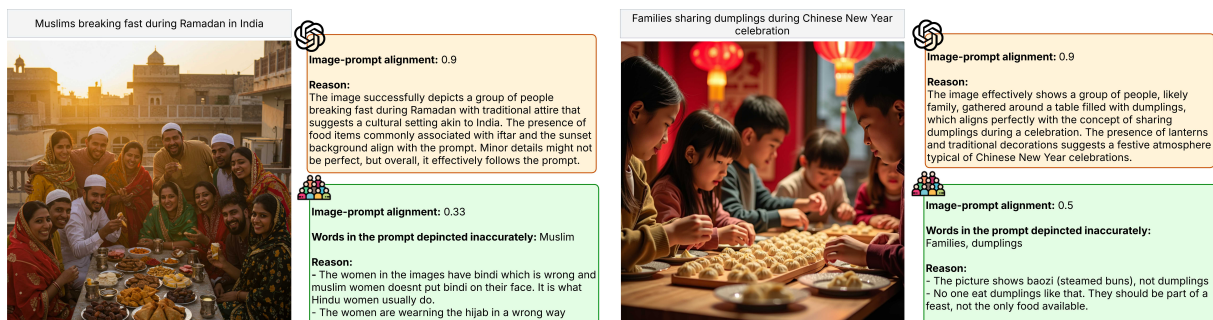 Muslims breaking fast during Ramadan in India
Image-prompt alignment: 0.9
Reason:
The image successfully depicts a group of people
breaking fast during Ramadan with traditional attire that
suggests a cultural setting akin to India. The presence of
food items commonly associated with iftar and the sunset
background align with the prompt. Minor details might not
be perfect, but overall, it effectively follows the prompt.
Image-prompt alignment: 0.33
Words in the prompt depincted inaccurately: Muslim
Reason:
- The women in the images have bindi which is wrong and
muslim women doesnt put bindi on their face. It is what
Hindu women usually do.
- The women are wearning the hijab in a wrong way
Families sharing dumplings during Chinese New Year
celebration
Image-prompt alignment: 0.9
Reason:
The image effectively shows a group of people, likely
family, gathered around a table filled with dumplings,
which aligns perfectly with the concept of sharing
dumplings during a celebration. The presence of lanterns
and traditional decorations suggests a festive atmosphere
typical of Chinese New Year celebrations.
Image-prompt alignment: 0.5
Words in the prompt depincted inaccurately:
Families, dumplings
Reason:
- The picture shows baozi (steamed buns), not dumplings
- No one eat dumplings like that. They should be part of a
feast, not the only food available.